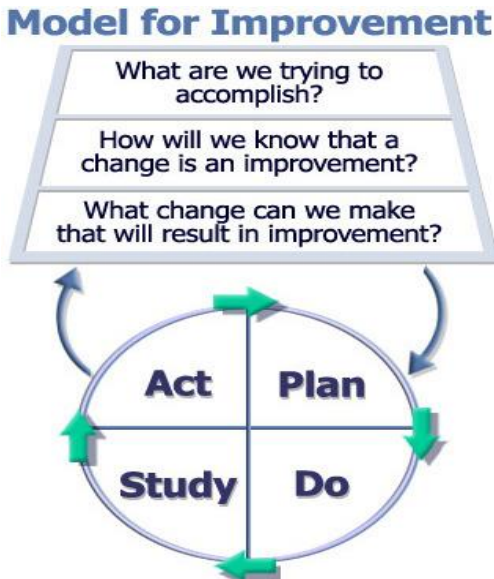 Model for Improvement
What are we trying to
accomplish?
How will we know that a
change is an improvement?
What change can we make
that will result in improvement?
Act
Plan
Study
Do